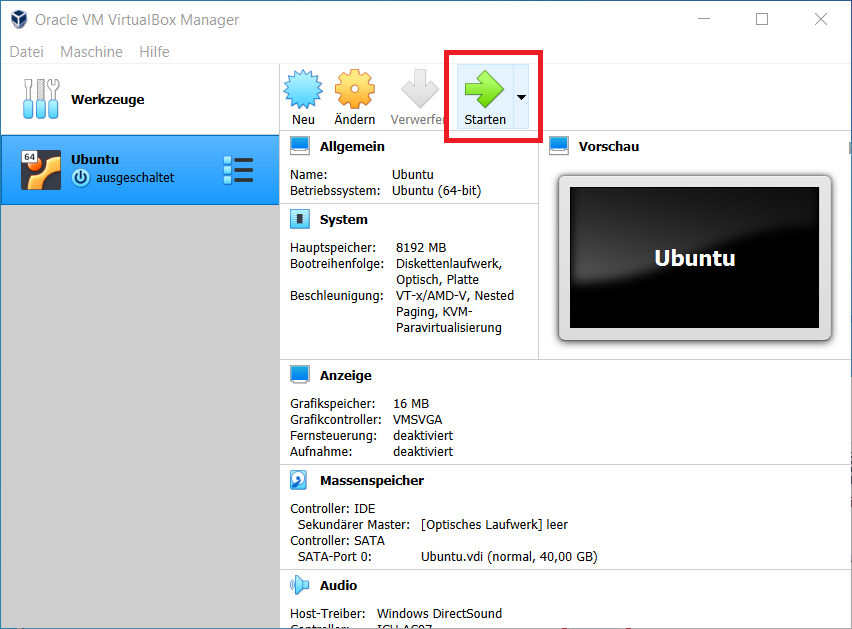 Oracle VM VirtualBox Manager
Datei Maschine Hilfe
Werkzeuge
Neu Ändern Verwerfen Starten
64
Ubuntu
ausgeschaltet
Allgemein
Name: Ubuntu
Betriebssystem: Ubuntu (64-bit)
System
Hauptspeicher: 8192 MB
Bootreihenfolge: Diskettenlaufwerk,
Optisch, Platte
Beschleunigung: VT-x/AMD-V, Nested
Paging, KVM-
Paravirtualisierung
Vorschau
Ubuntu
Anzeige
Grafikspeicher: 16 MB
Grafikcontroller: VMSVGA
Fernsteuerung: deaktiviert
Aufnahme: deaktiviert
Massenspeicher
Controller: IDE
Sekundärer Master: [Optisches Laufwerk] leer
Controller: SATA
SATA-Port 0: Ubuntu.vdi (normal, 40,00 GB)
Audio
Host-Treiber: Windows DirectSound
Controller: ICH AC97